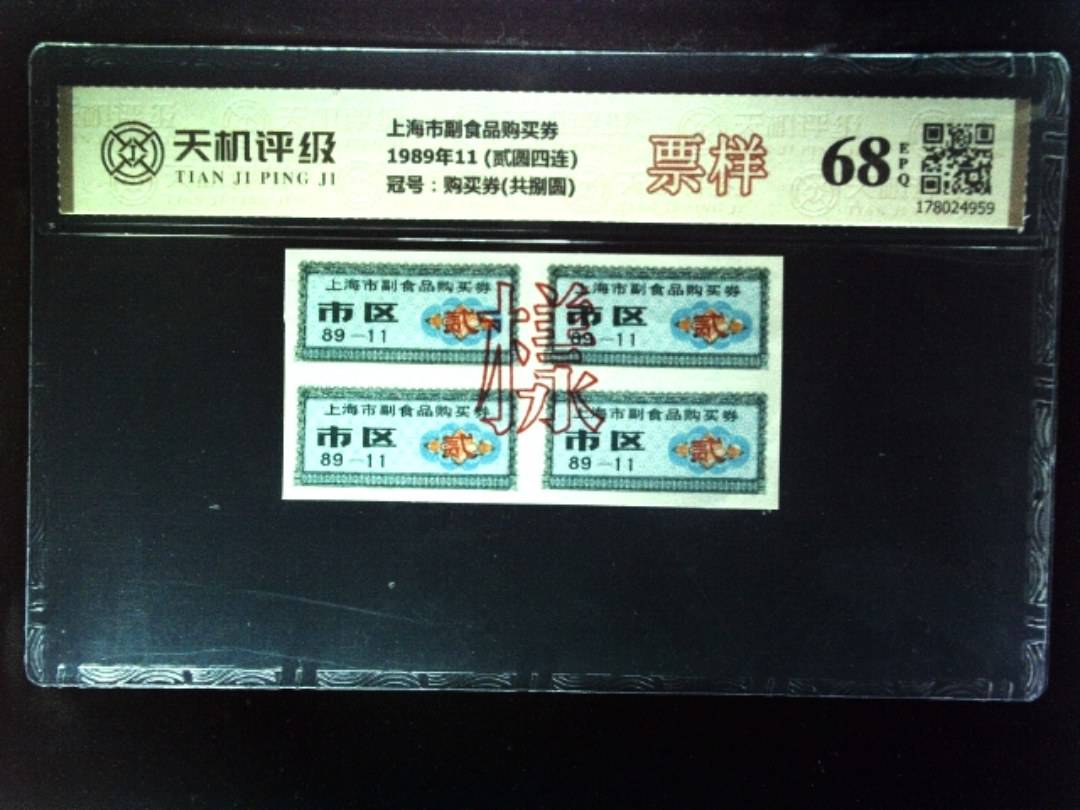 天机评级
TIAN JI PING JI
上海市副食品购买券
1989年11 (贰圆四连)
冠号：购买券(共捌圆)
票样
68
EPQ
178024959
上海市副食品购买券
市区
贰
89—11
上海市副食品购买券
市区
贰
89—11
样
上海市副食品购买券
市区
贰
89—11
上海市副食品购买券
市区
贰
89—11